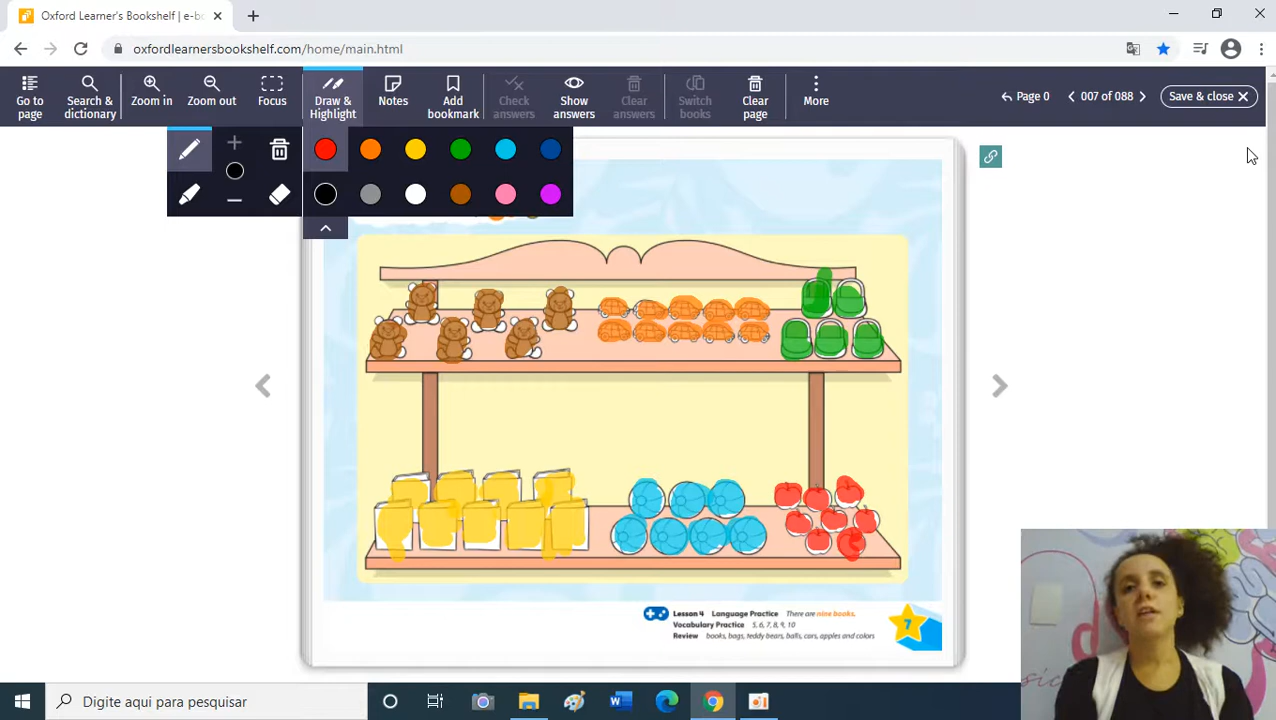 Oxford Learner's Bookshelf | e-bo
oxfordlearnersbookshelf.com/home/main.html
Go to page
Search & dictionary
Zoom in
Zoom out
Focus
Draw & Highlight
Notes
Add bookmark
Check answers
Show answers
Clear answers
Switch books
Clear page
More
Page 0
007 of 088
Save & close
Lesson 4 Language Practice There are nine books.
Vocabulary Practice 5, 6, 7, 8, 9, 10
Review books, bags, teddy bears, balls, cars, apples and colors
7
Digite aqui para pesquisar